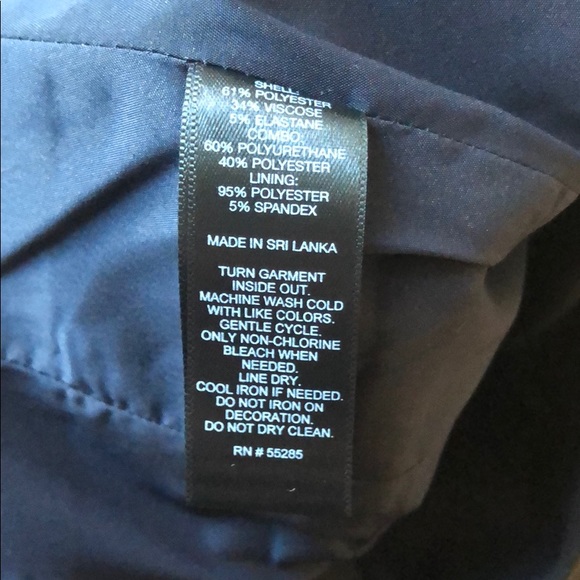 SHELL:
61% POLYESTER
34% VISCOSE
5% ELASTANE
COMBO:
60% POLYURETHANE
40% POLYESTER
LINING:
95% POLYESTER
5% SPANDEX
MADE IN SRI LANKA
TURN GARMENT
INSIDE OUT.
MACHINE WASH COLD
WITH LIKE COLORS.
GENTLE CYCLE.
ONLY NON-CHLORINE
BLEACH WHEN
NEEDED.
LINE DRY.
COOL IRON IF NEEDED.
DO NOT IRON ON
DECORATION.
DO NOT DRY CLEAN.
RN # 55285